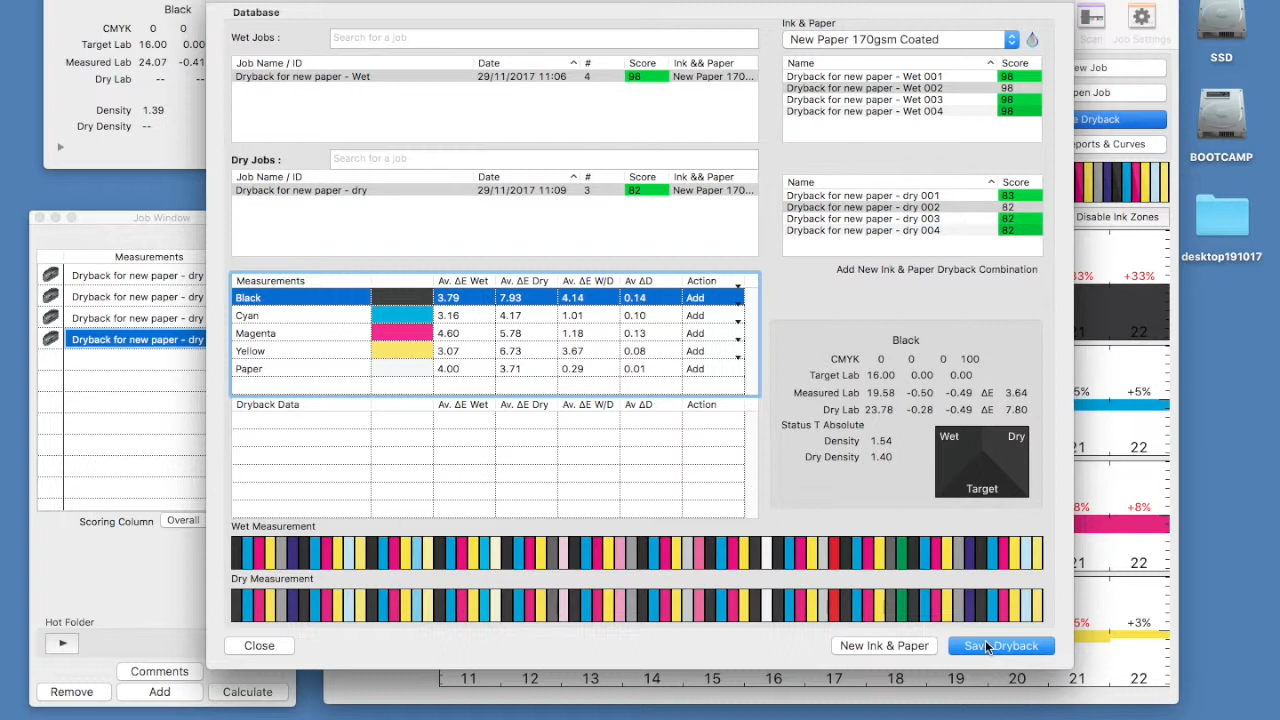 Black
CMYK 0 0
Target Lab 16.00 0.00
Measured Lab 24.07 -0.41
Dry Lab -- --
Density 1.39
Dry Density --
Job Window
Measurements
Dryback for new paper - dry
Dryback for new paper - dry
Dryback for new paper - dry
Dryback for new paper - dry
Scoring Column Overall
Hot Folder
Comments
Remove Add Calculate
Database
Wet Jobs : Search for a job
Job Name / ID Date # Score Ink && Paper
Dryback for new paper - Wet 29/11/2017 11:06 4 98 New Paper 170...
Dry Jobs : Search for a job
Job Name / ID Date # Score Ink && Paper
Dryback for new paper - dry 29/11/2017 11:09 3 82 New Paper 170...
Measurements Av. ΔE Wet Av. ΔE Dry Av. ΔE W/D Av. ΔD Action
Black 3.79 7.93 4.14 0.14 Add
Cyan 3.16 4.17 1.01 0.10 Add
Magenta 4.60 5.78 1.18 0.13 Add
Yellow 3.07 6.73 3.67 0.08 Add
Paper 4.00 3.71 0.29 0.01 Add
Dryback Data Av. ΔE Wet Av. ΔE Dry Av. ΔE W/D Av ΔD Action
Wet Measurement
Dry Measurement
Close New Ink & Paper Save Dryback
Ink & Paper
New Paper 170gsm Coated
Name Score
Dryback for new paper - Wet 001 98
Dryback for new paper - Wet 002 98
Dryback for new paper - Wet 003 98
Dryback for new paper - Wet 004 98
Name Score
Dryback for new paper - dry 001 83
Dryback for new paper - dry 002 82
Dryback for new paper - dry 003 82
Dryback for new paper - dry 004 82
Add New Ink & Paper Dryback Combination
Black
CMYK 0 0 0 100
Target Lab 16.00 0.00 0.00
Measured Lab 19.58 -0.50 -0.49 ΔE 3.64
Dry Lab 23.78 -0.28 -0.49 ΔE 7.80
Status T Absolute
Density 1.54
Dry Density 1.40
Wet Dry
Target
Scan Job Settings
ew Job
pen Job
e Dryback
ports & Curves
Disable Ink Zones
33% +33%
21 22
5% +5%
21 22
8% +8%
21 22
5% +3%
11 12 13 14 15 16 17 18 19 20 21 22
SSD
BOOTCAMP
desktop191017